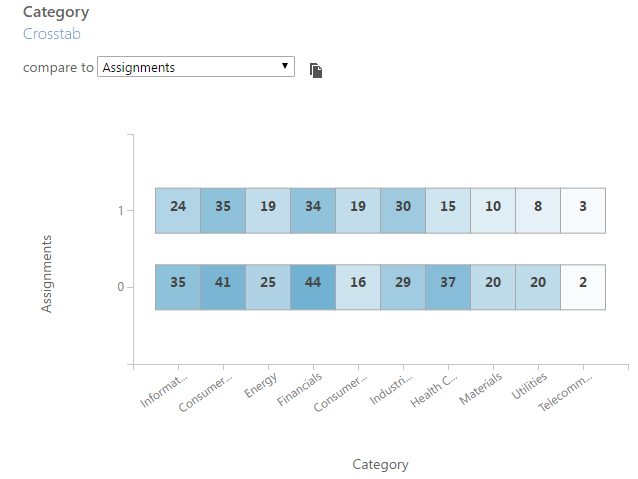 Category
Crosstab
compare to Assignments
1 24 35 19 34 19 30 15 10 8 3
0 35 41 25 44 16 29 37 20 20 2
Assignments
Informat... Consumer... Energy Financials Consumer... Industri... Health C... Materials Utilities Telecomm...
Category